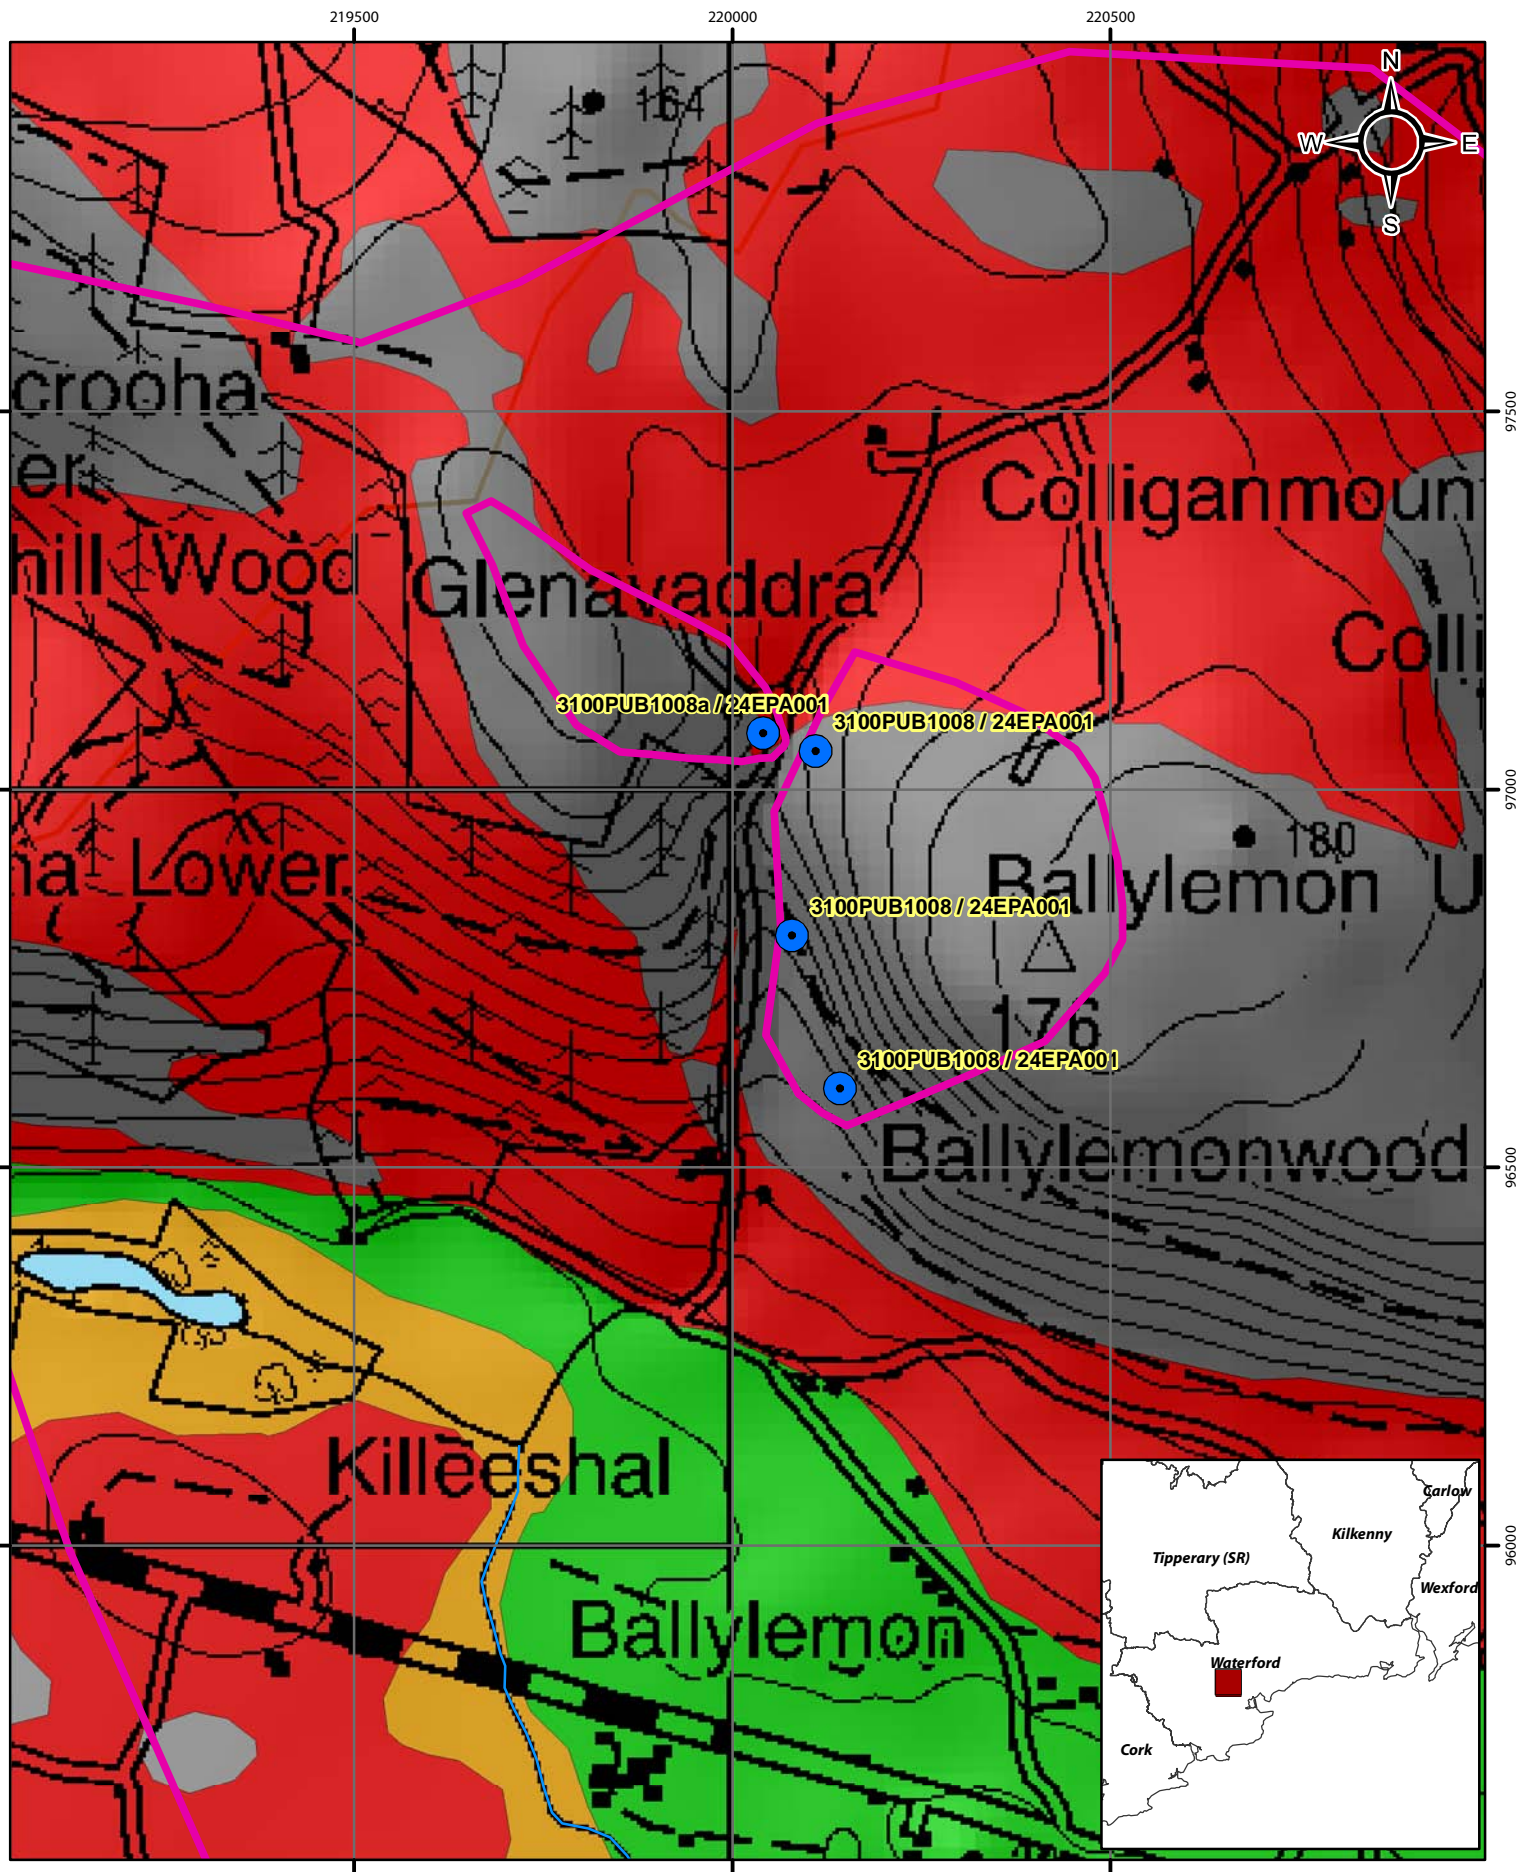 219500
220000
220500
N
W
E
S
164
97500
crooha
er
Colliganmoun
hill Wood
Glenavaddra
Colli
3100PUB1008a / 24EPA001
3100PUB1008 / 24EPA001
97000
180
na Lower
Ballylemon U
3100PUB1008 / 24EPA001
176
3100PUB1008 / 24EPA001
Ballylemonwood
96500
Killeeshal
96000
Ballylemon
Carlow
Kilkenny
Tipperary (SR)
Wexford
Waterford
Cork